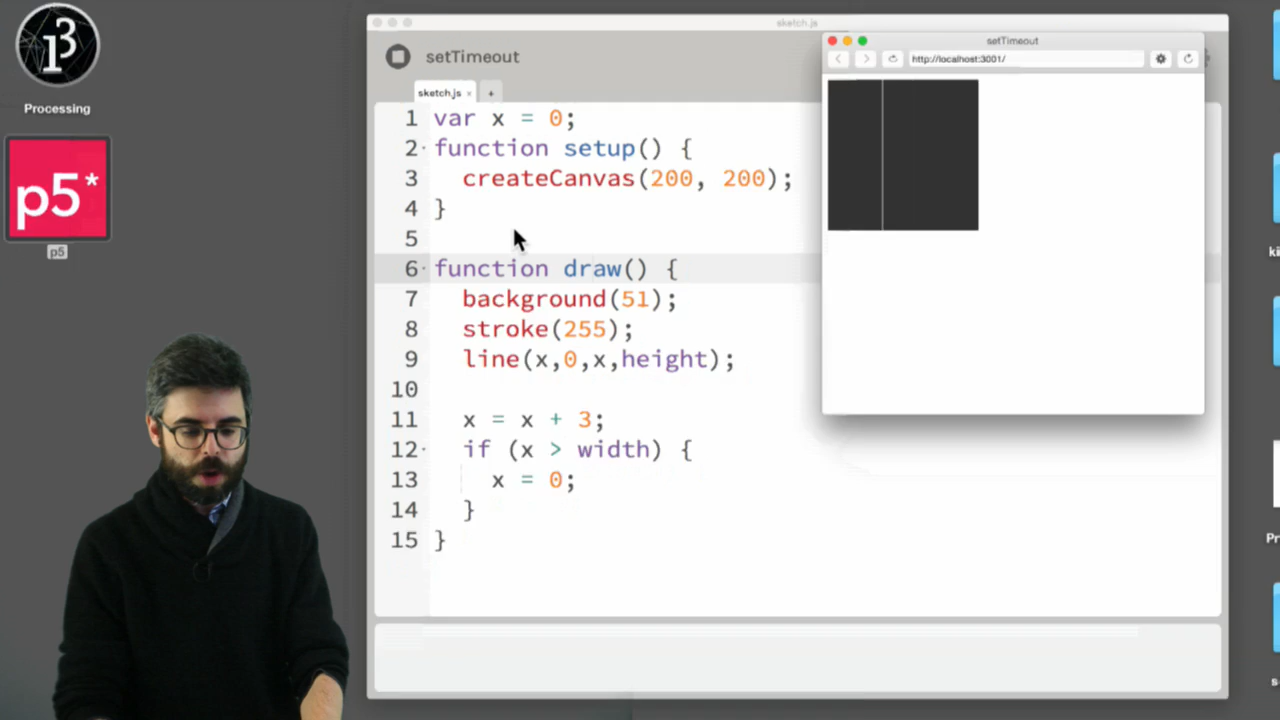 Processing
p5*
p5
sketch.js
setTimeout
sketch.js x
+
1 var x = 0;
2 function setup() {
3 createCanvas(200, 200);
4 }
5
6 function draw() {
7 background(51);
8 stroke(255);
9 line(x,0,x,height);
10
11 x = x + 3;
12 if (x > width) {
13 x = 0;
14 }
15 }
setTimeout
http://localhost:3001/
ki
Pr
s